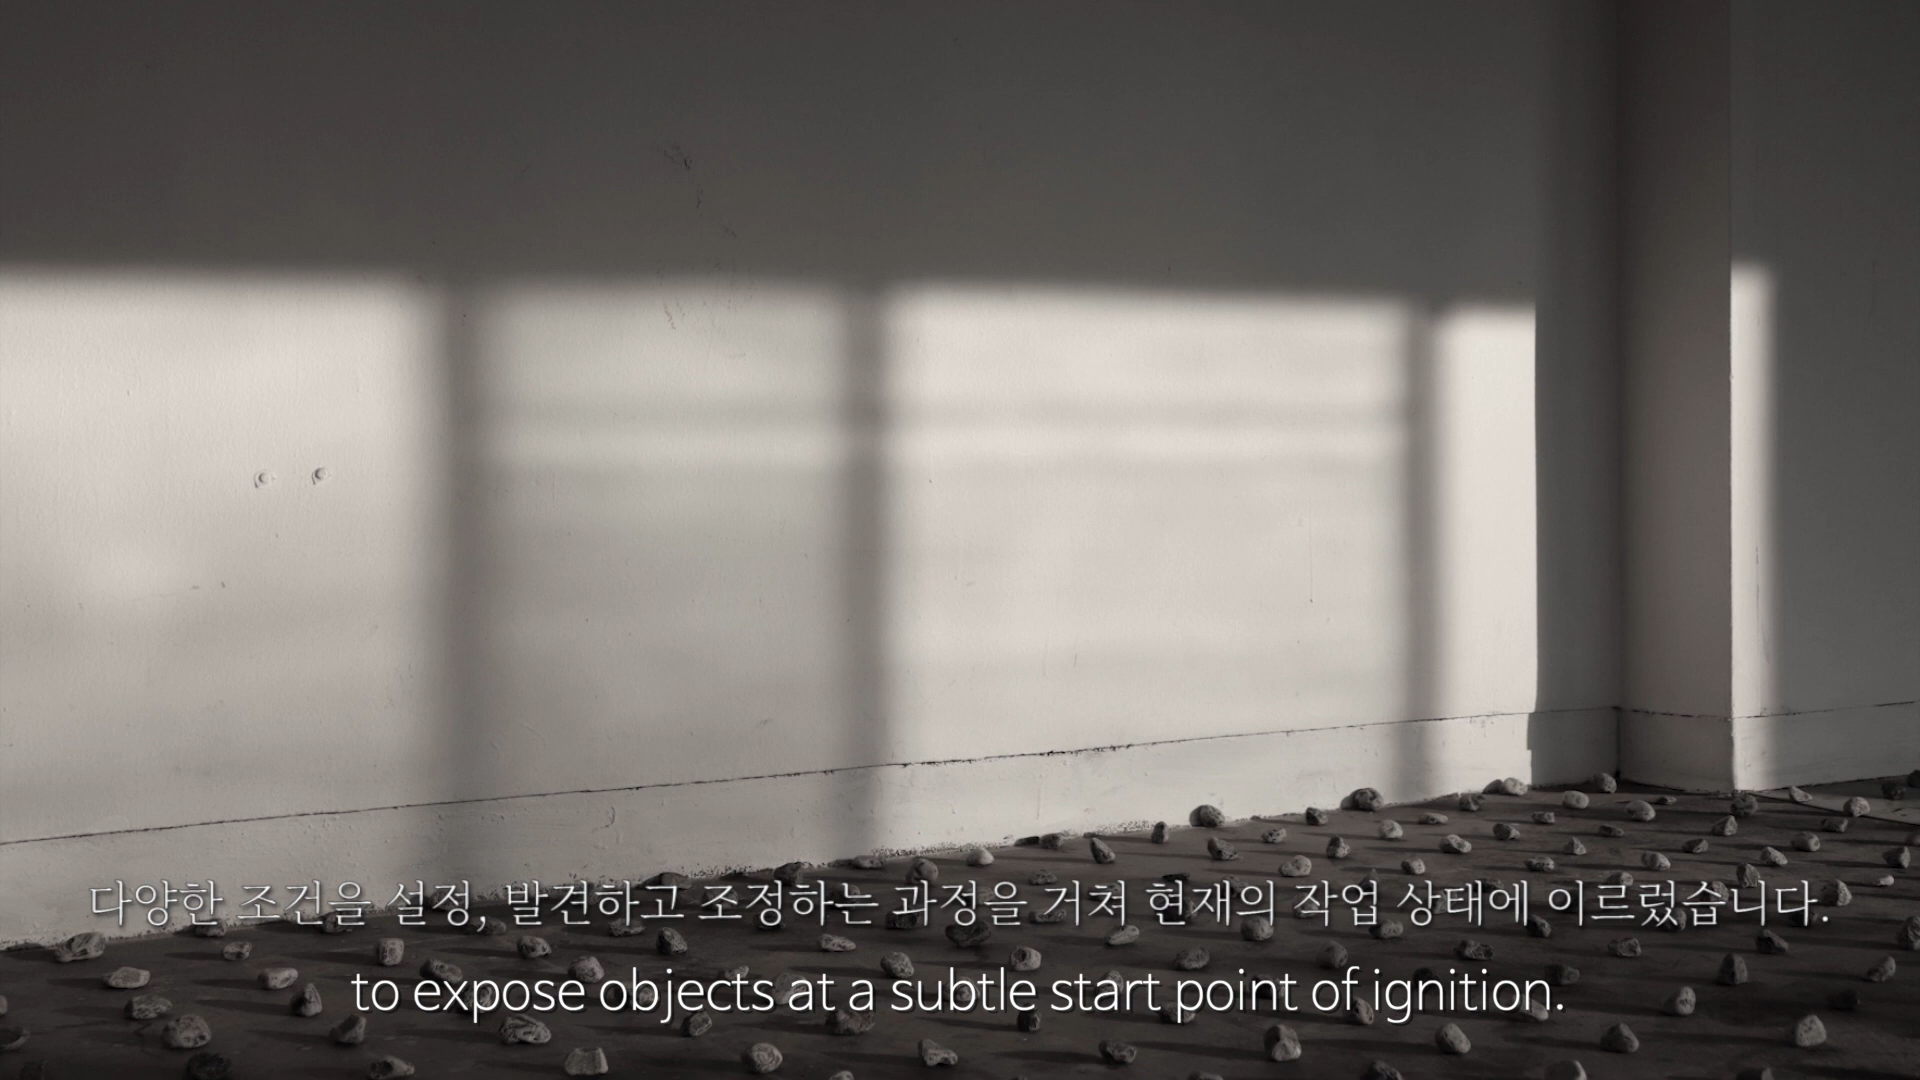 다양한 조건을 설정, 발견하고 조정하는 과정을 거쳐 현재의 작업 상태에 이르렀습니다.
to expose objects at a subtle start point of ignition.